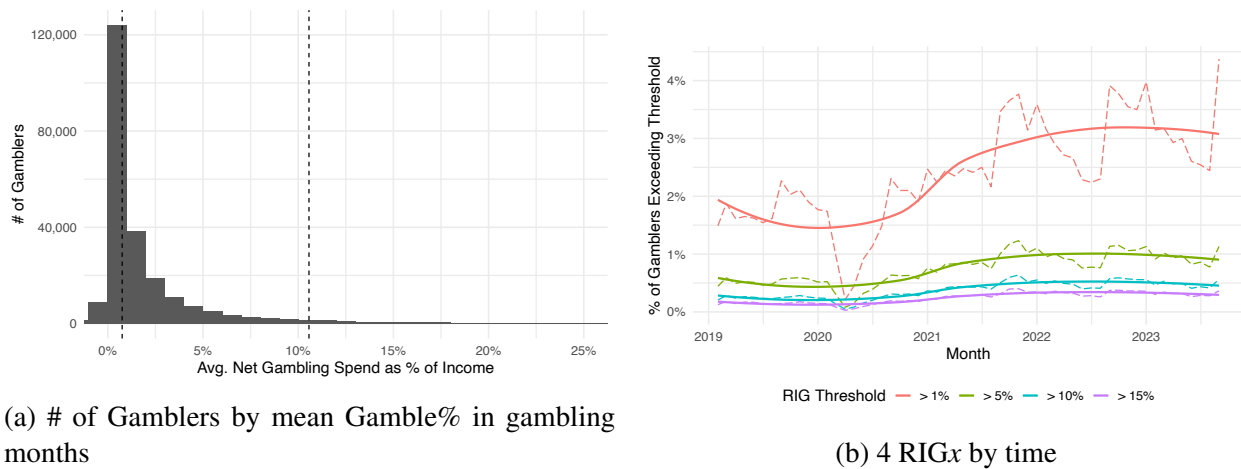 120,000
80,000
40,000
0
# of Gamblers
0%
5%
10%
15%
20%
25%
Avg. Net Gambling Spend as % of Income
(a) # of Gamblers by mean Gamble% in gambling
months
4%
3%
2%
1%
0%
% of Gamblers Exceeding Threshold
2019
2020
2021
2022
2023
Month
RIG Threshold > 1% > 5% > 10% > 15%
(b) 4 RIGx by time